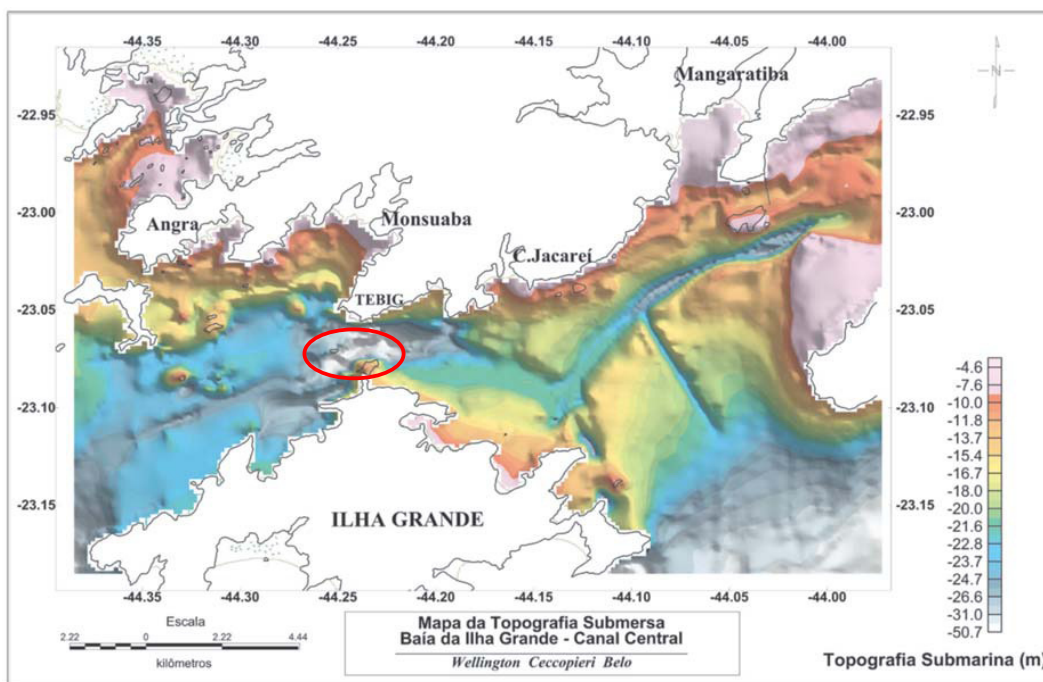 -44.35 -44.30 -44.25 -44.20 -44.15 -44.10 -44.05 -44.00
Mangaratiba
N
-22.95 -22.95
-23.00 -23.00
Angra
Monsuaba
C.Jacareí
TEBIG
-23.05 -23.05
-23.10 -23.10
-23.15 -23.15
ILHA GRANDE
-4.6
-7.6
-10.0
-11.8
-13.7
-15.4
-16.7
-18.0
-20.0
-21.6
-22.8
-23.7
-24.7
-26.6
-31.0
-50.7
-44.35 -44.30 -44.25 -44.20 -44.15 -44.10 -44.05 -44.00
Escala
2.22 0 2.22 4.44
kilômetros
Mapa da Topografia Submersa
Baía da Ilha Grande - Canal Central
Wellington Ceccopieri Belo
Topografia Submarina (m)